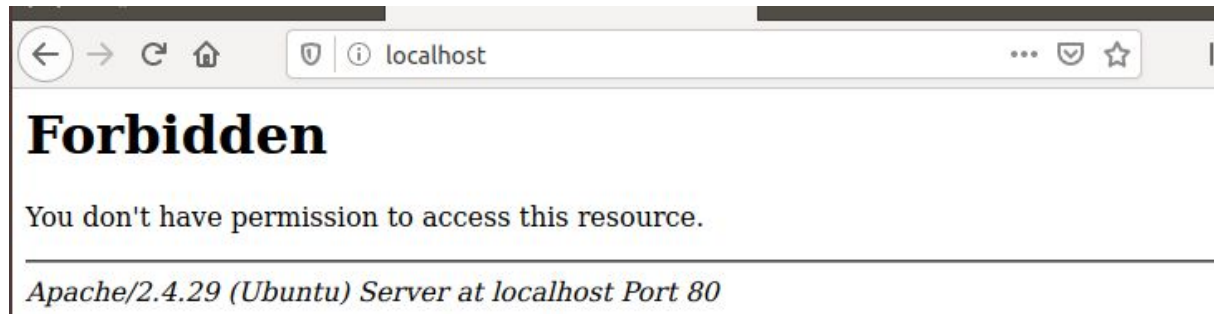 localhost
Forbidden
You don't have permission to access this resource.
Apache/2.4.29 (Ubuntu) Server at localhost Port 80